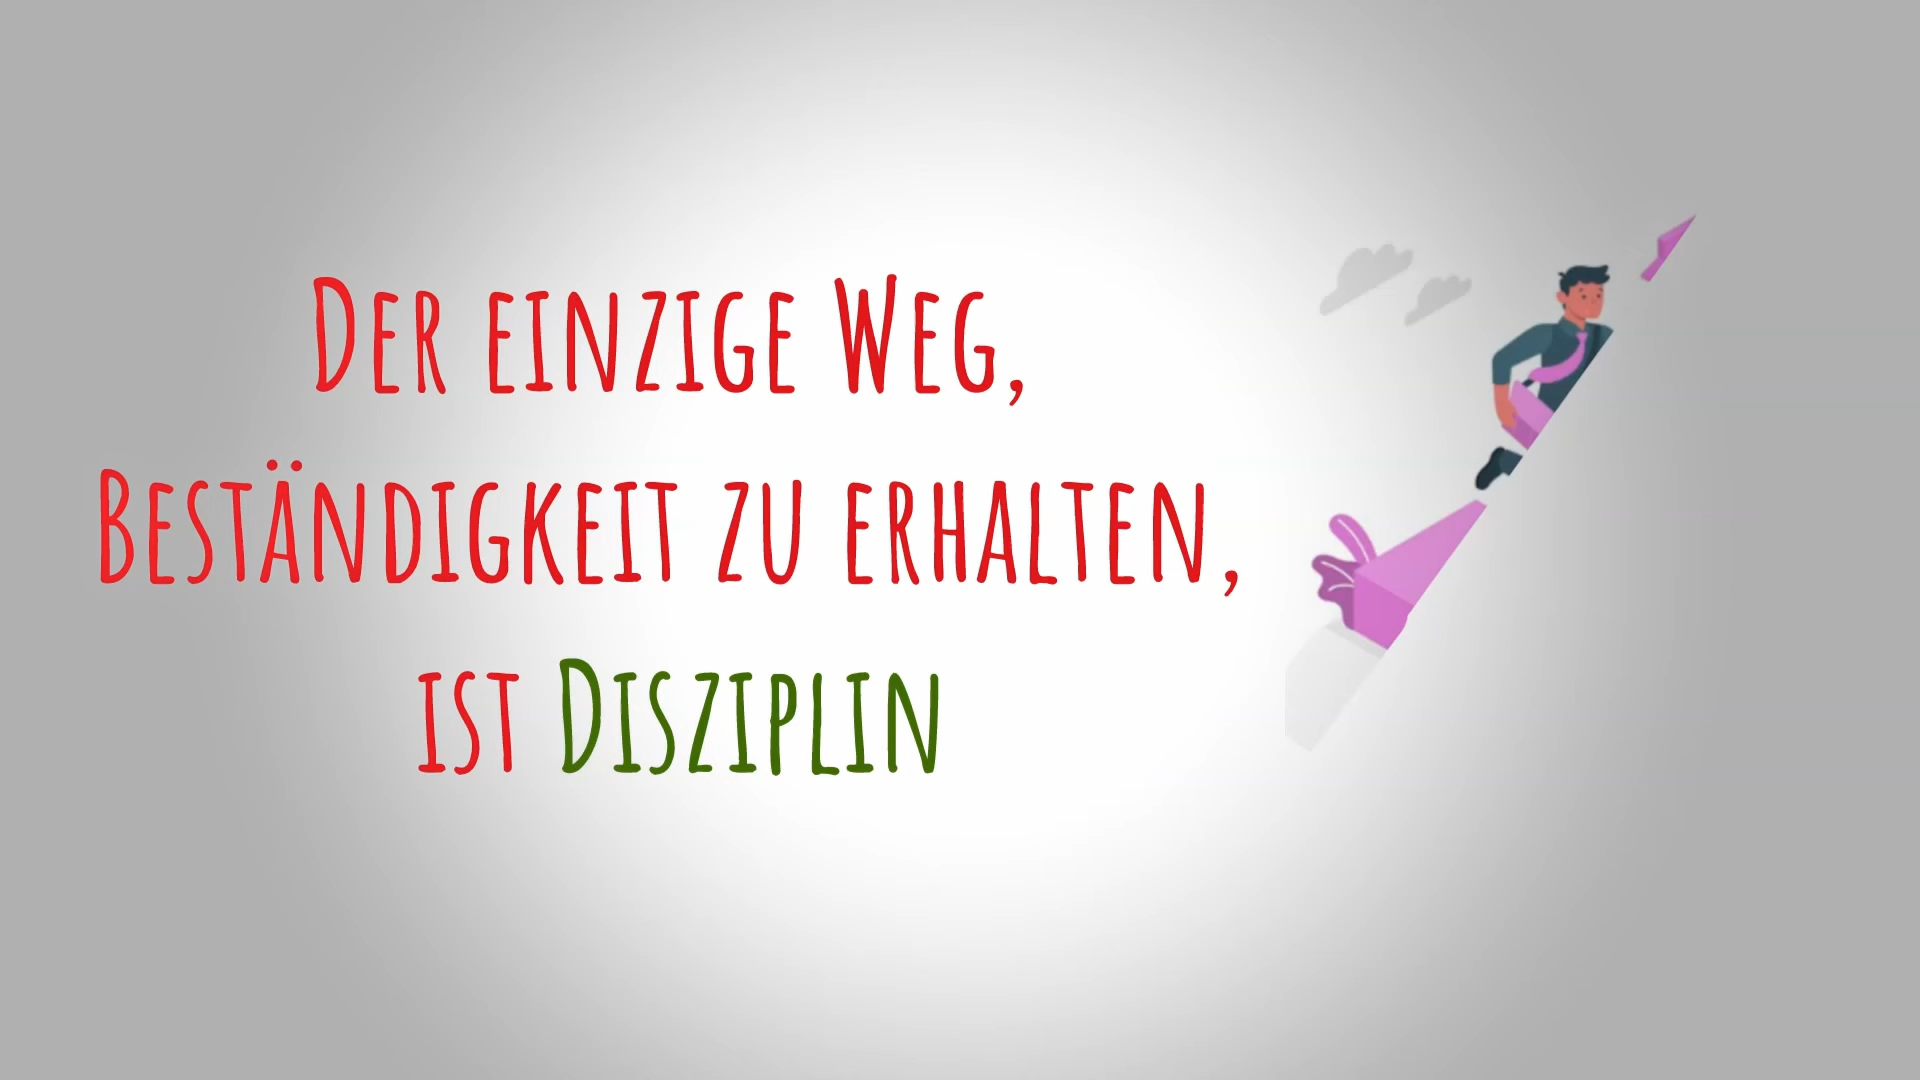 Der einzige Weg,
Beständigkeit zu erhalten,
ist Disziplin